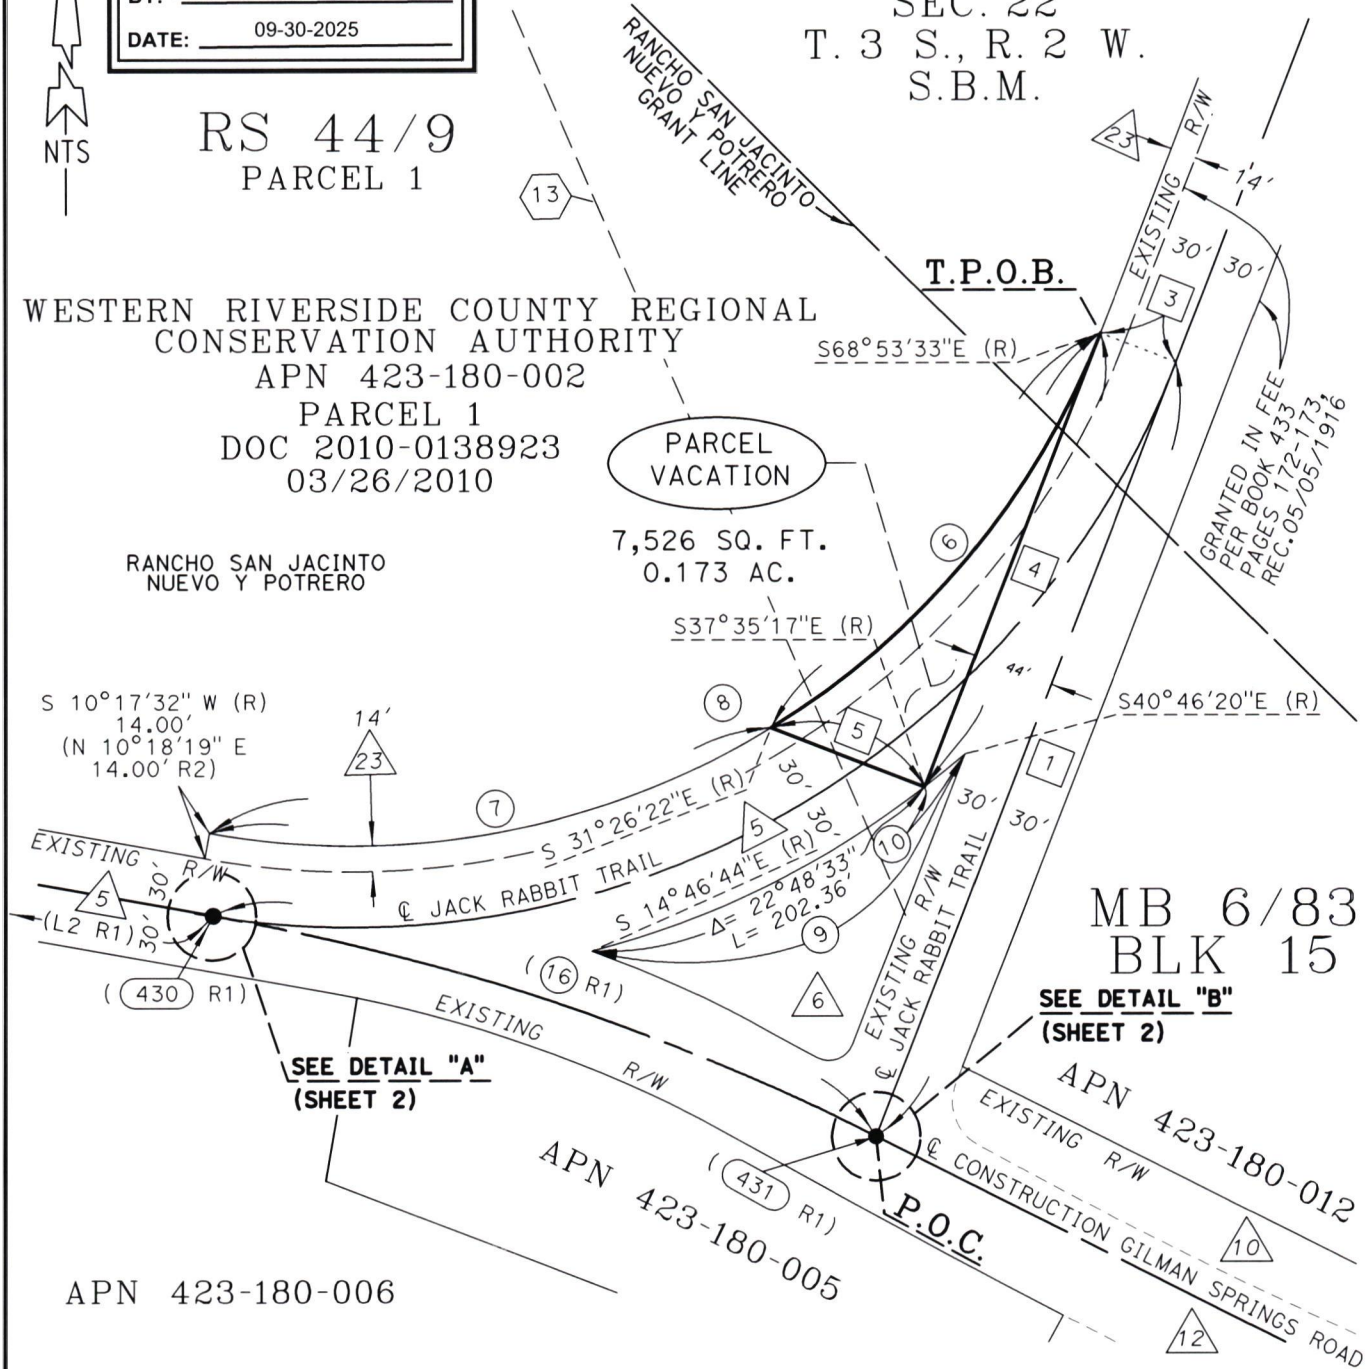 BY:
DATE: 09-30-2025
NTS
RS 44/9
PARCEL 1
SEC. 22
T. 3 S., R. 2 W.
S.B.M.
RANCHO SAN JACINTO
NUEVO Y POTRERO
GRANT LINE
13
23
R/W
EXISTING
14'
30'
30'
3
T.P.O.B.
S68°53'33"E (R)
WESTERN RIVERSIDE COUNTY REGIONAL
CONSERVATION AUTHORITY
APN 423-180-002
PARCEL 1
DOC 2010-0138923
03/26/2010
PARCEL
VACATION
7,526 SQ. FT.
0.173 AC.
GRANTED IN FEE
PER BOOK 433
PAGES 172-173,
REC.05/05/1916
RANCHO SAN JACINTO
NUEVO Y POTRERO
6
4
S37°35'17"E (R)
44'
S40°46'20"E (R)
S 10°17'32" W (R)
14.00'
(N 10°18'19" E
14.00' R2)
14'
23
8
5
1
7
S 31°26'22"E (R)
30'
30'
5
30'
30'
10
EXISTING R/W
30'
30'
5
(L2 R1)
℄ JACK RABBIT TRAIL
S 14°46'44"E (R)
Δ= 22°48'33"
L= 202.36'
9
(430 R1)
(16 R1)
6
EXISTING R/W
℄ JACK RABBIT TRAIL
MB 6/83
BLK 15
SEE DETAIL "B"
(SHEET 2)
EXISTING R/W
SEE DETAIL "A"
(SHEET 2)
APN 423-180-012
EXISTING R/W
(431 R1)
P.O.C.
℄ CONSTRUCTION GILMAN SPRINGS ROAD
APN 423-180-005
10
12
APN 423-180-006